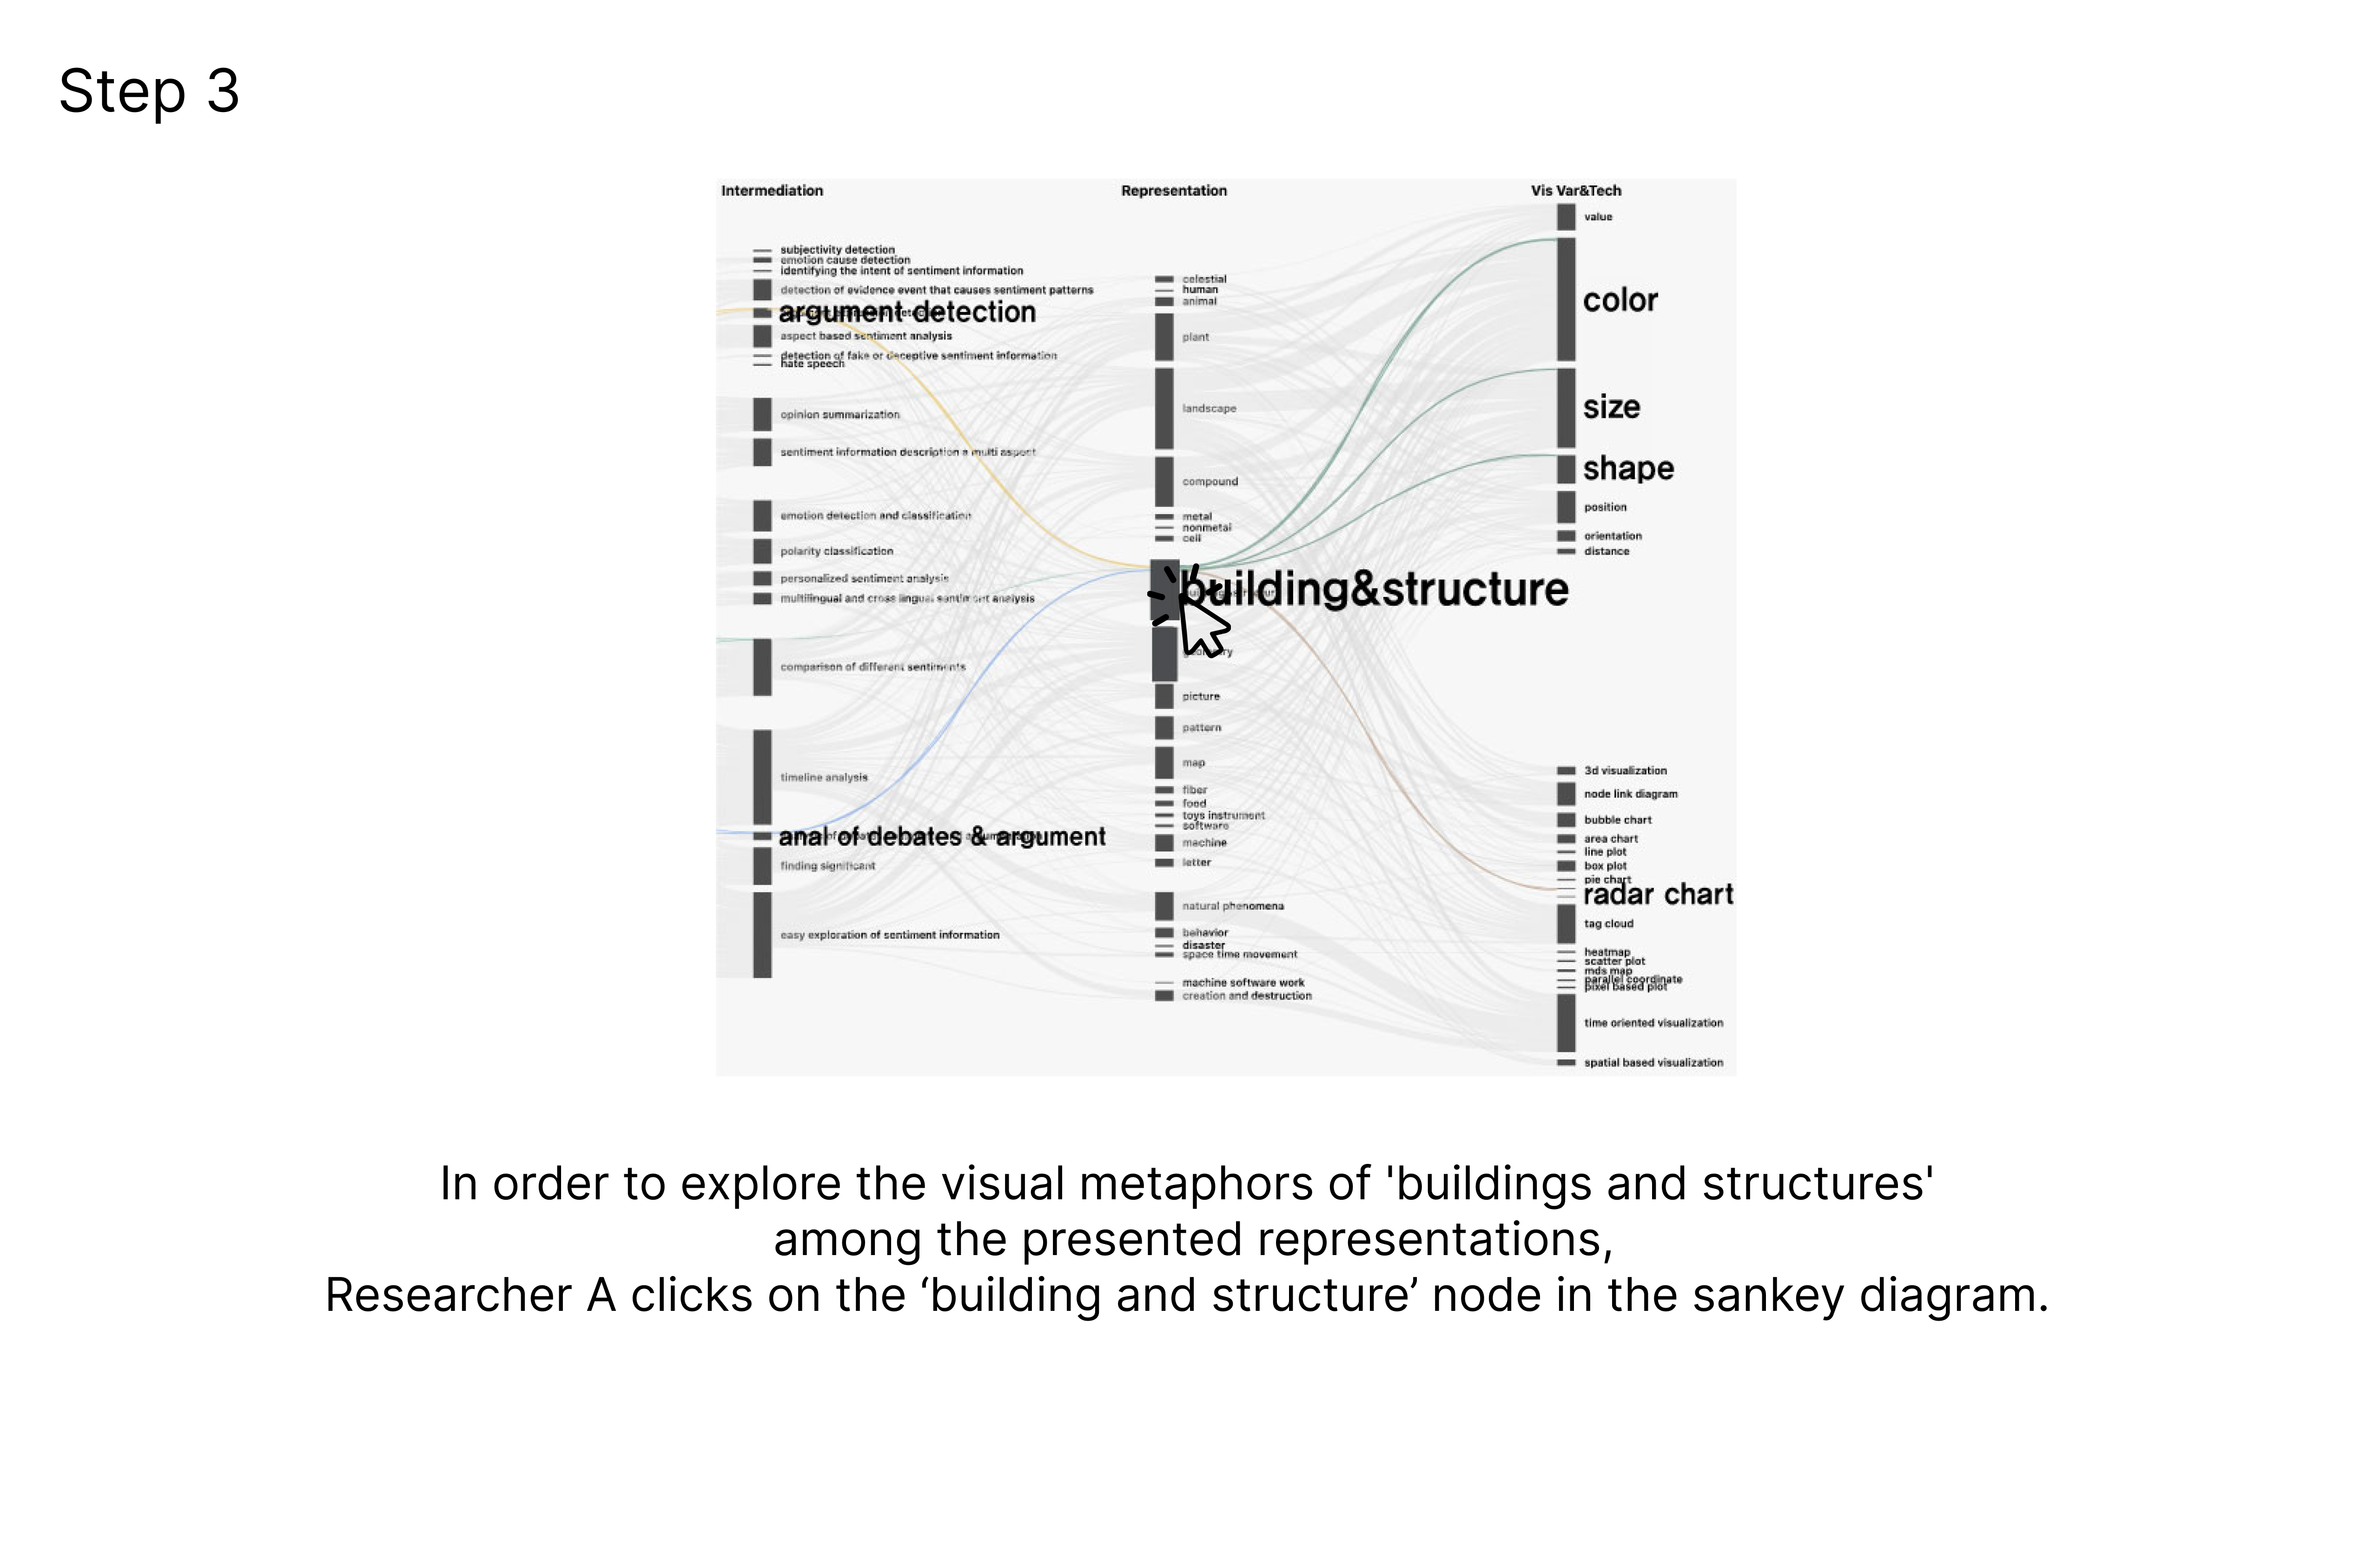 Step 3
Intermediation
Representation
Vis Var&Tech
subjectivity detection
emotion cause detection
identifying the intent of sentiment information
detection of evidence event that causes sentiment patterns
argument detection
aspect based sentiment analysis
detection of fake or deceptive sentiment information
hate speech
opinion summarization
sentiment information description a multi aspect
emotion detection and classification
polarity classification
personalized sentiment analysis
multilingual and cross lingual sentiment analysis
comparison of different sentiments
timeline analysis
anal of debates & argument
finding significant
easy exploration of sentiment information
celestial
human
animal
plant
landscape
compound
metal
nonmetal
cell
building&structure
geometry
picture
pattern
map
fiber
food
toys instrument
software
machine
letter
natural phenomena
behavior
disaster
space time movement
machine software work
creation and destruction
value
color
size
shape
position
orientation
distance
3d visualization
node link diagram
bubble chart
area chart
line plot
box plot
pie chart
radar chart
tag cloud
heatmap
scatter plot
mds map
parallel coordinate
pixel based plot
time oriented visualization
spatial based visualization
In order to explore the visual metaphors of 'buildings and structures'
among the presented representations,
Researcher A clicks on the ‘building and structure’ node in the sankey diagram.